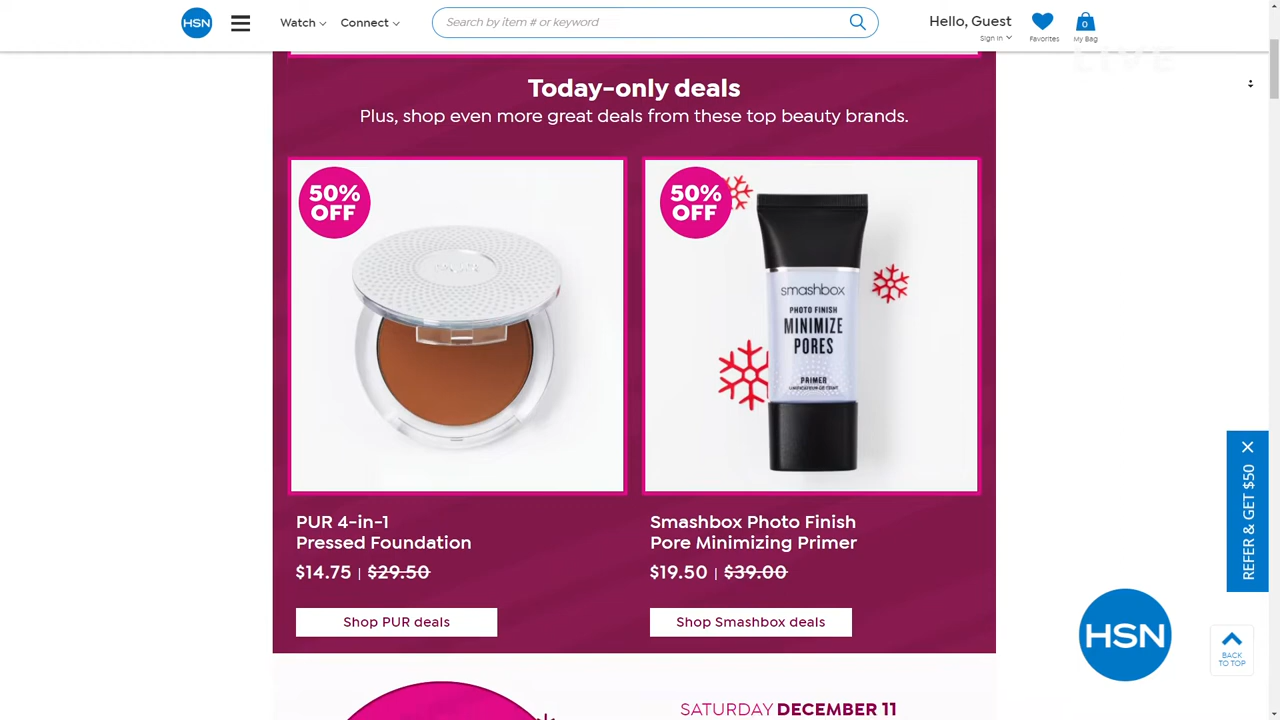 HSN
Watch
Connect
Search by item # or keyword
Hello, Guest
Sign In
Favorites
0
My Bag
LIVE
Today-only deals
Plus, shop even more great deals from these top beauty brands.
50%
OFF
PÜR
50%
OFF
smashbox
PHOTO FINISH
MINIMIZE
PORES
PRIMER
PUR 4-in-1
Pressed Foundation
$14.75 | $29.50
Shop PUR deals
Smashbox Photo Finish
Pore Minimizing Primer
$19.50 | $39.00
Shop Smashbox deals
REFER & GET $50
HSN
BACK
TO TOP
SATURDAY DECEMBER 11